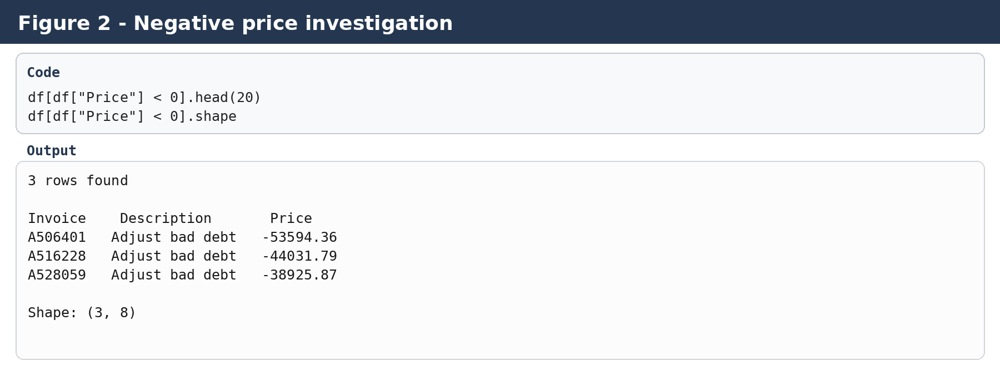 Figure 2 - Negative price investigation
Code
df[df["Price"] < 0].head(20)
df[df["Price"] < 0].shape
Output
3 rows found
Invoice    Description       Price
A506401   Adjust bad debt   -53594.36
A516228   Adjust bad debt   -44031.79
A528059   Adjust bad debt   -38925.87
Shape: (3, 8)